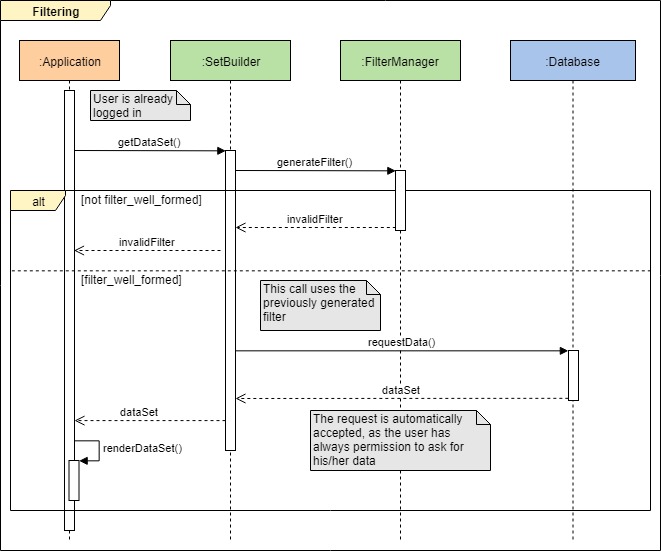 Filtering
:Application
:SetBuilder
:FilterManager
:Database
User is already
logged in
getDataSet()
generateFilter()
alt
[not filter_well_formed]
invalidFilter
invalidFilter
[filter_well_formed]
This call uses the
previously generated
filter
requestData()
dataSet
dataSet
The request is automatically
accepted, as the user has
always permission to ask for
his/her data
renderDataSet()